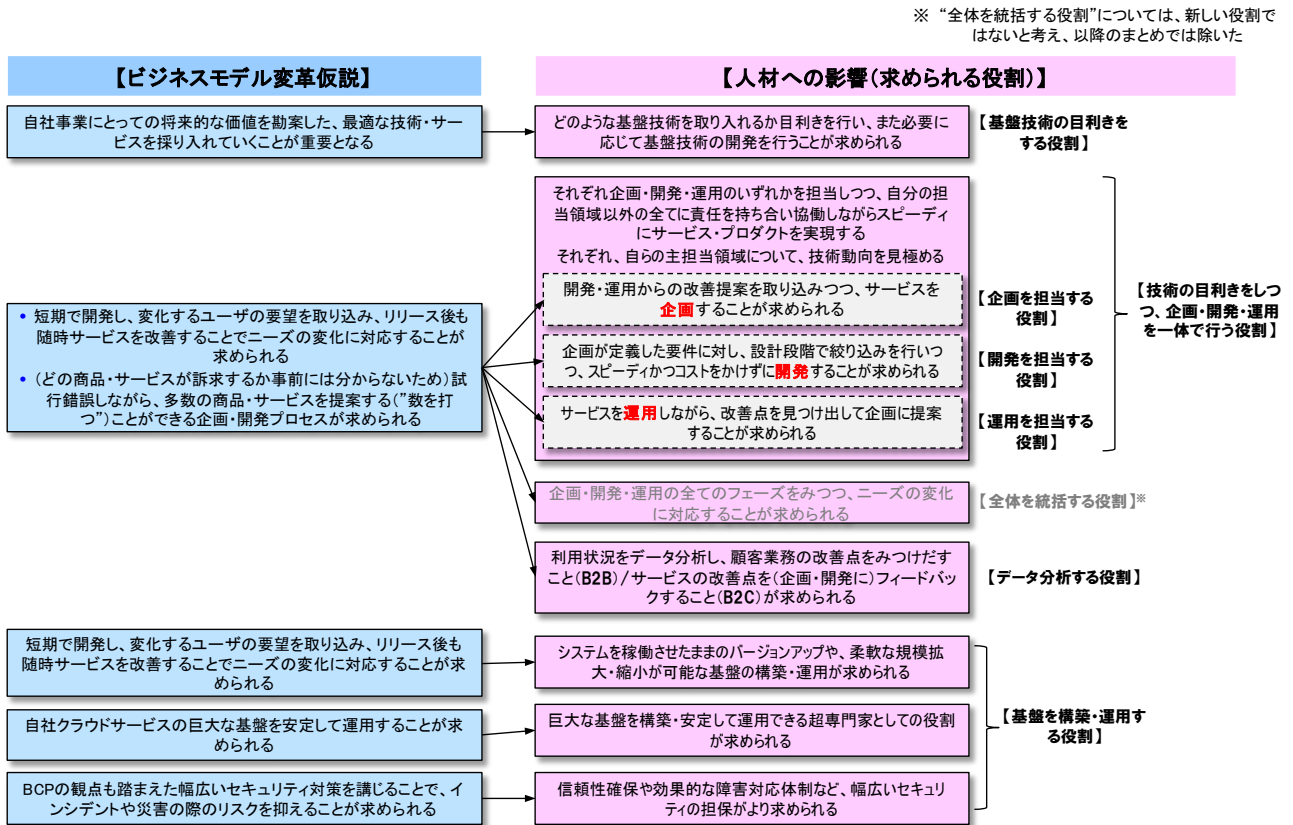 ※ “全体を統括する役割”については、新しい役割で
はないと考え、以降のまとめでは除いた
【ビジネスモデル変革仮説】
【人材への影響(求められる役割)】
自社事業にとっての将来的な価値を勘案した、最適な技術・サー
ビスを採り入れていくことが重要となる
どのような基盤技術を取り入れるか目利きを行い、また必要に
応じて基盤技術の開発を行うことが求められる
【基盤技術の目利きを
する役割】
それぞれ企画・開発・運用のいずれかを担当しつつ、自分の担
当領域以外の全てに責任を持ち合い協働しながらスピーディ
にサービス・プロダクトを実現する
それぞれ、自らの主担当領域について、技術動向を見極める
• 短期で開発し、変化するユーザの要望を取り込み、リリース後も
随時サービスを改善することでニーズの変化に対応することが
求められる
• (どの商品・サービスが訴求するか事前には分からないため)試
行錯誤しながら、多数の商品・サービスを提案する(”数を打
つ”)ことができる企画・開発プロセスが求められる
開発・運用からの改善提案を取り込みつつ、サービスを
企画することが求められる
【企画を担当する
役割】
企画が定義した要件に対し、設計段階で絞り込みを行いつ
つ、スピーディかつコストをかけずに開発することが求められる
【開発を担当する
役割】
サービスを運用しながら、改善点を見つけ出して企画に提案
することが求められる
【運用を担当する
役割】
【技術の目利きをしつ
つ、企画・開発・運用
を一体で行う役割】
企画・開発・運用の全てのフェーズをみつつ、ニーズの変化
に対応することが求められる
【全体を統括する役割】※
利用状況をデータ分析し、顧客業務の改善点をみつけだす
こと(B2B)/サービスの改善点を(企画・開発に)フィードバッ
クすること(B2C)が求められる
【データ分析する役割】
短期で開発し、変化するユーザの要望を取り込み、リリース後も
随時サービスを改善することでニーズの変化に対応することが求
められる
システムを稼働させたままのバージョンアップや、柔軟な規模拡
大・縮小が可能な基盤の構築・運用が求められる
自社クラウドサービスの巨大な基盤を安定して運用することが求
められる
巨大な基盤を構築・安定して運用できる超専門家としての役割
が求められる
【基盤を構築・運用す
る役割】
BCPの観点も踏まえた幅広いセキュリティ対策を講じることで、イ
ンシデントや災害の際のリスクを抑えることが求められる
信頼性確保や効果的な障害対応体制など、幅広いセキュリ
ティの担保がより求められる